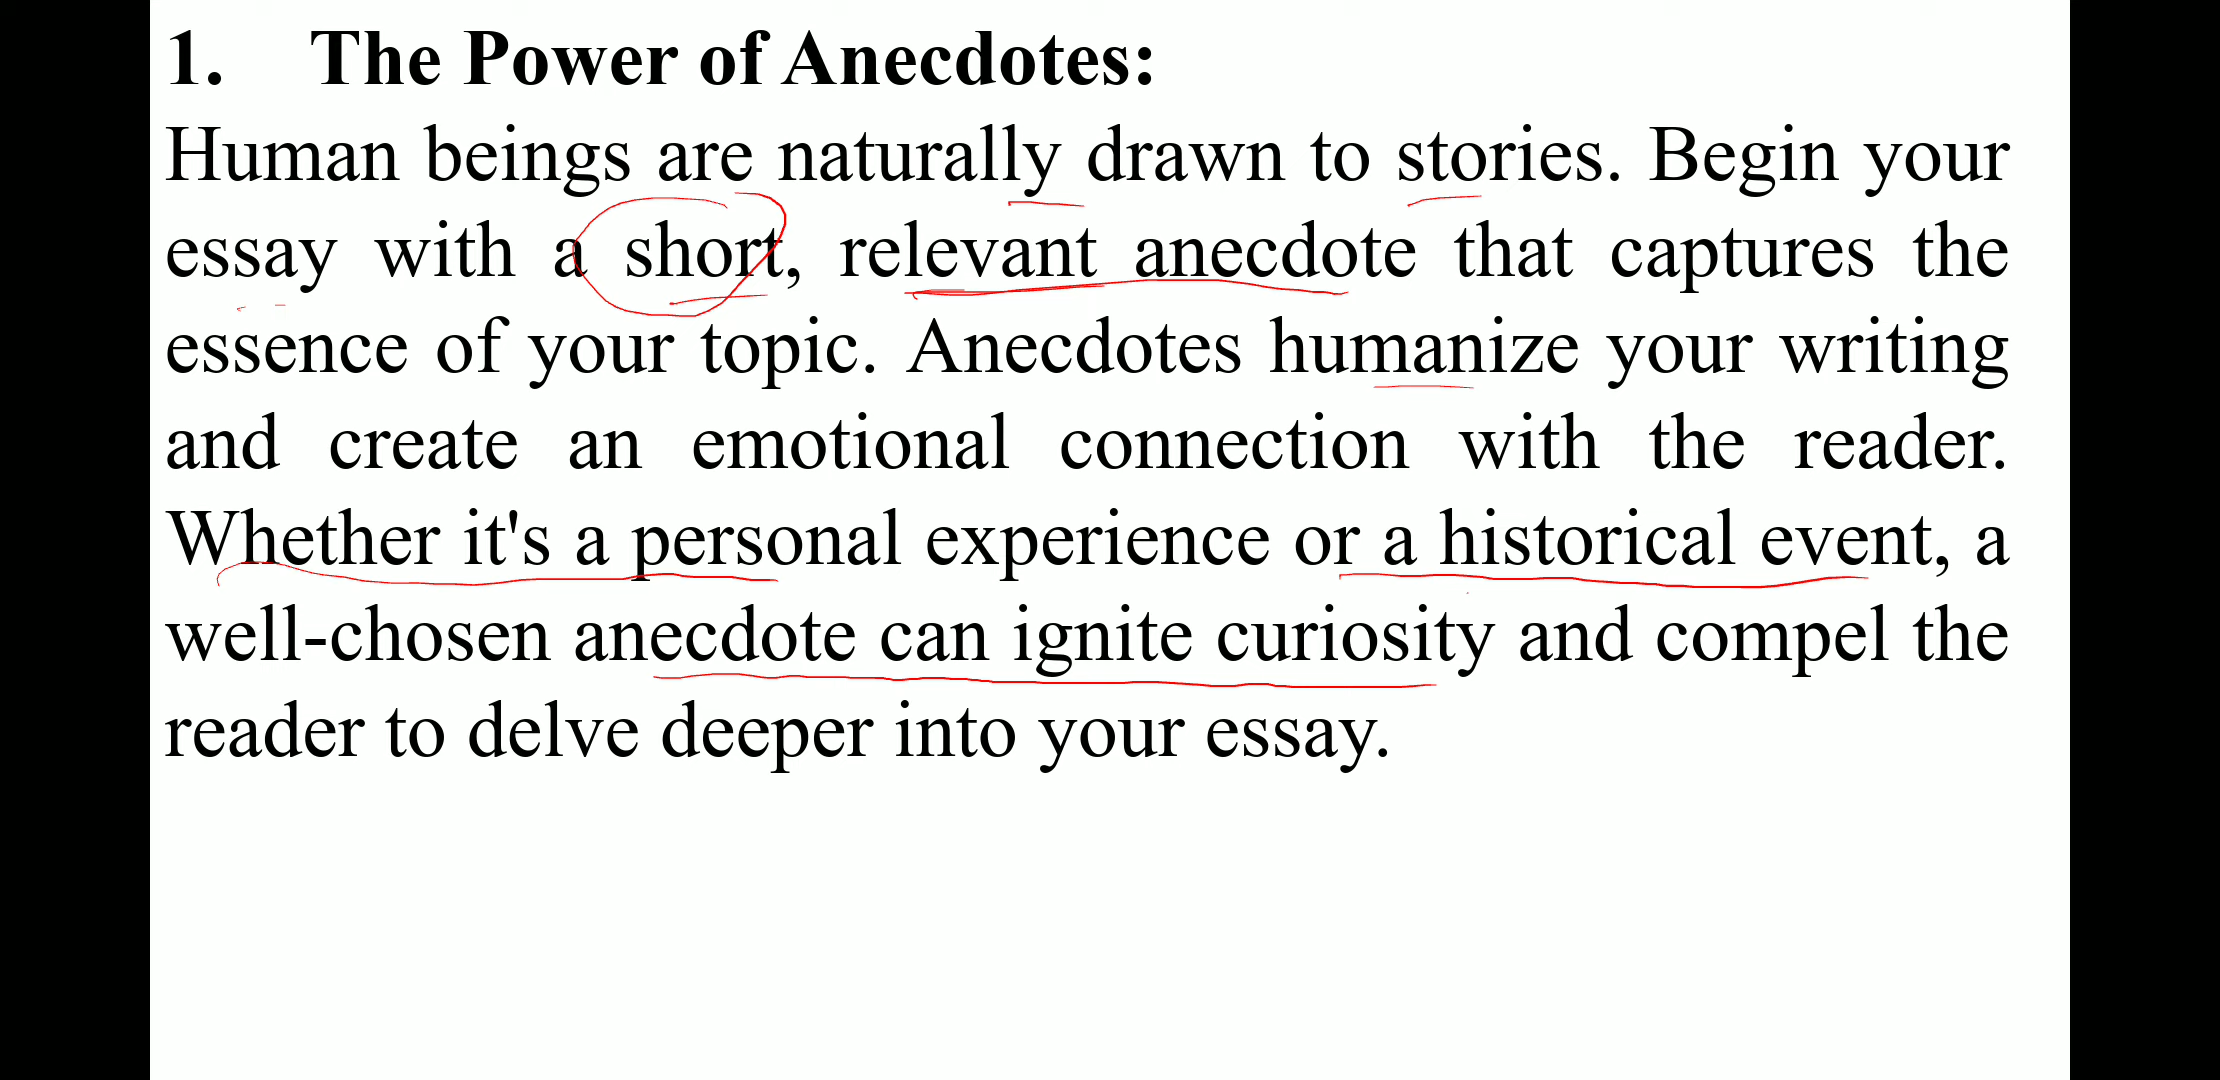 1. The Power of Anecdotes:
Human beings are naturally drawn to stories. Begin your
essay with a short, relevant anecdote that captures the
essence of your topic. Anecdotes humanize your writing
and create an emotional connection with the reader.
Whether it's a personal experience or a historical event, a
well-chosen anecdote can ignite curiosity and compel the
reader to delve deeper into your essay.